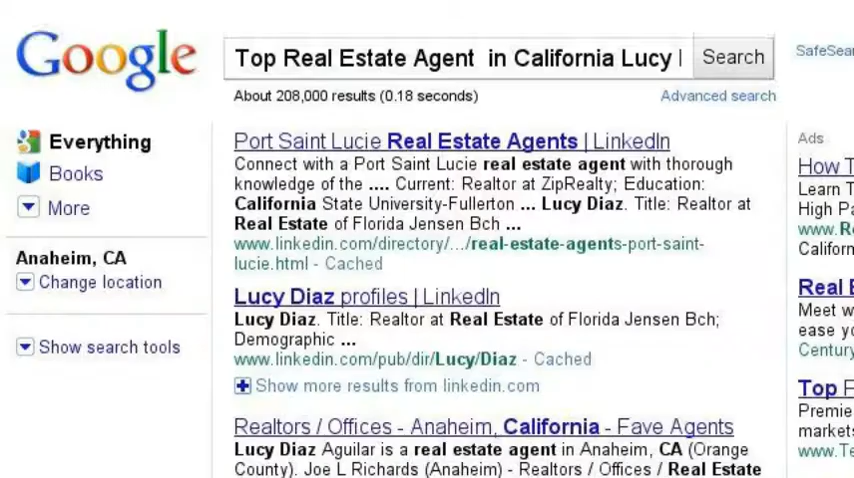 Google
Top Real Estate Agent in California Lucy
Search
SafeSear
About 208,000 results (0.18 seconds)
Advanced search
Everything
Books
More
Anaheim, CA
Change location
Show search tools
Port Saint Lucie Real Estate Agents | LinkedIn
Connect with a Port Saint Lucie real estate agent with thorough
knowledge of the .... Current: Realtor at ZipRealty; Education:
California State University-Fullerton ... Lucy Diaz. Title: Realtor at
Real Estate of Florida Jensen Bch ...
www.linkedin.com/directory/.../real-estate-agents-port-saint-
lucie.html - Cached
Lucy Diaz profiles | LinkedIn
Lucy Diaz. Title: Realtor at Real Estate of Florida Jensen Bch;
Demographic ...
www.linkedin.com/pub/dir/Lucy/Diaz - Cached
Show more results from linkedin.com
Realtors / Offices - Anaheim, California - Fave Agents
Lucy Diaz Aguilar is a real estate agent in Anaheim, CA (Orange
County). Joe L Richards (Anaheim) - Realtors / Offices / Real Estate
Ads
How T
Learn T
High Pa
www.Re
Californ
Real E
Meet w
ease yo
Century
Top F
Premie
markets
www.Te